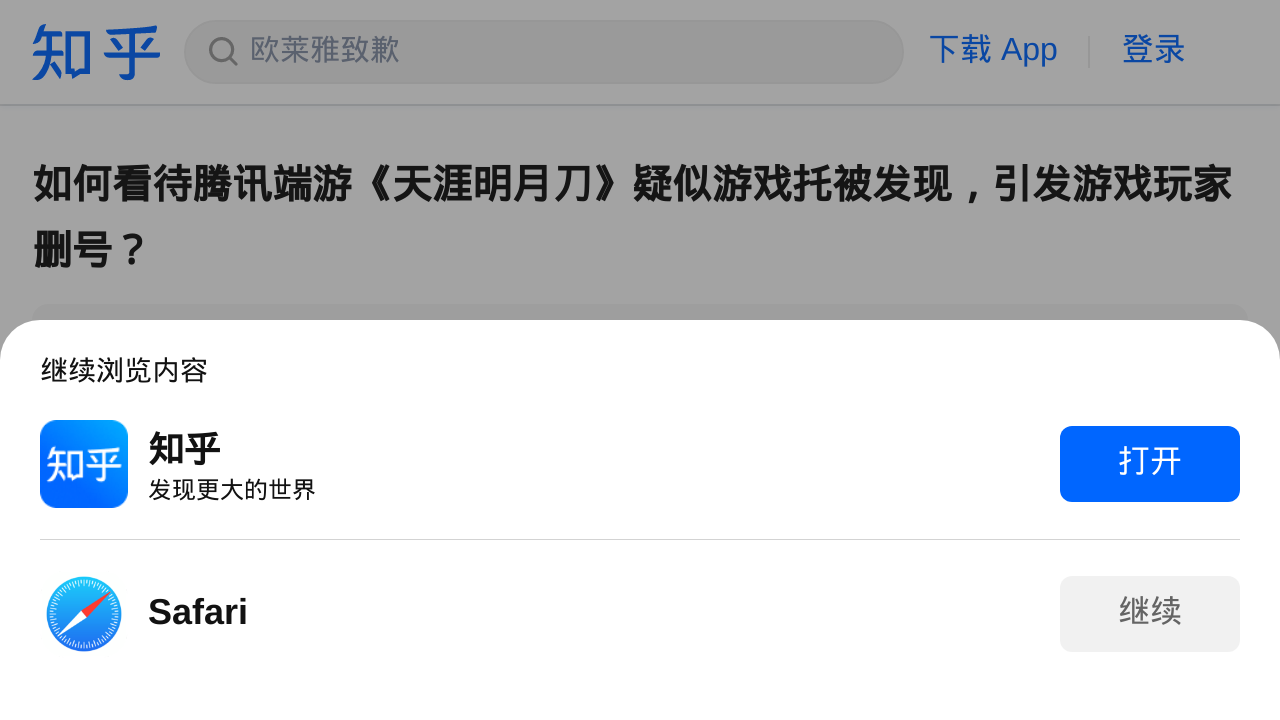 知乎
欧莱雅致歉
下载 App
登录
如何看待腾讯端游《天涯明月刀》疑似游戏托被发现，引发游戏玩家
删号？
继续浏览内容
知乎
知乎
发现更大的世界
打开
Safari
继续